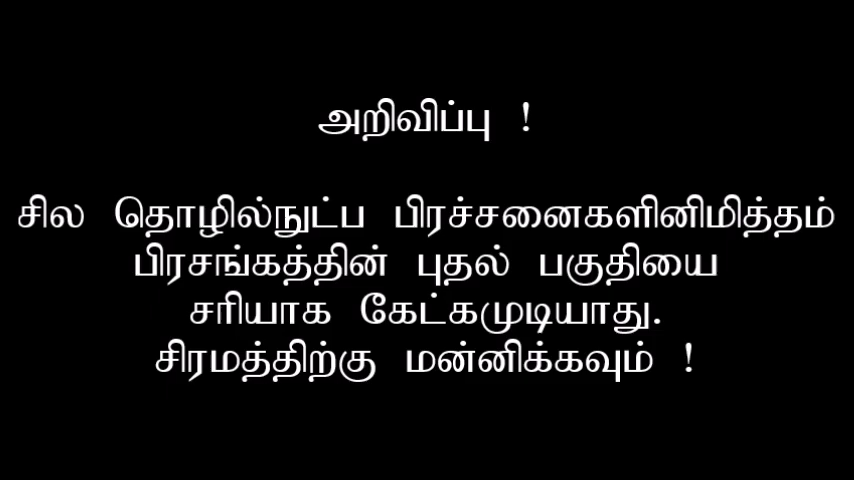 அறிவிப்பு !
சில தொழில்நுட்ப பிரச்சனைகளினிமித்தம்
பிரசங்கத்தின் புதல் பகுதியை
சரியாக கேட்கமுடியாது.
சிரமத்திற்கு மன்னிக்கவும் !